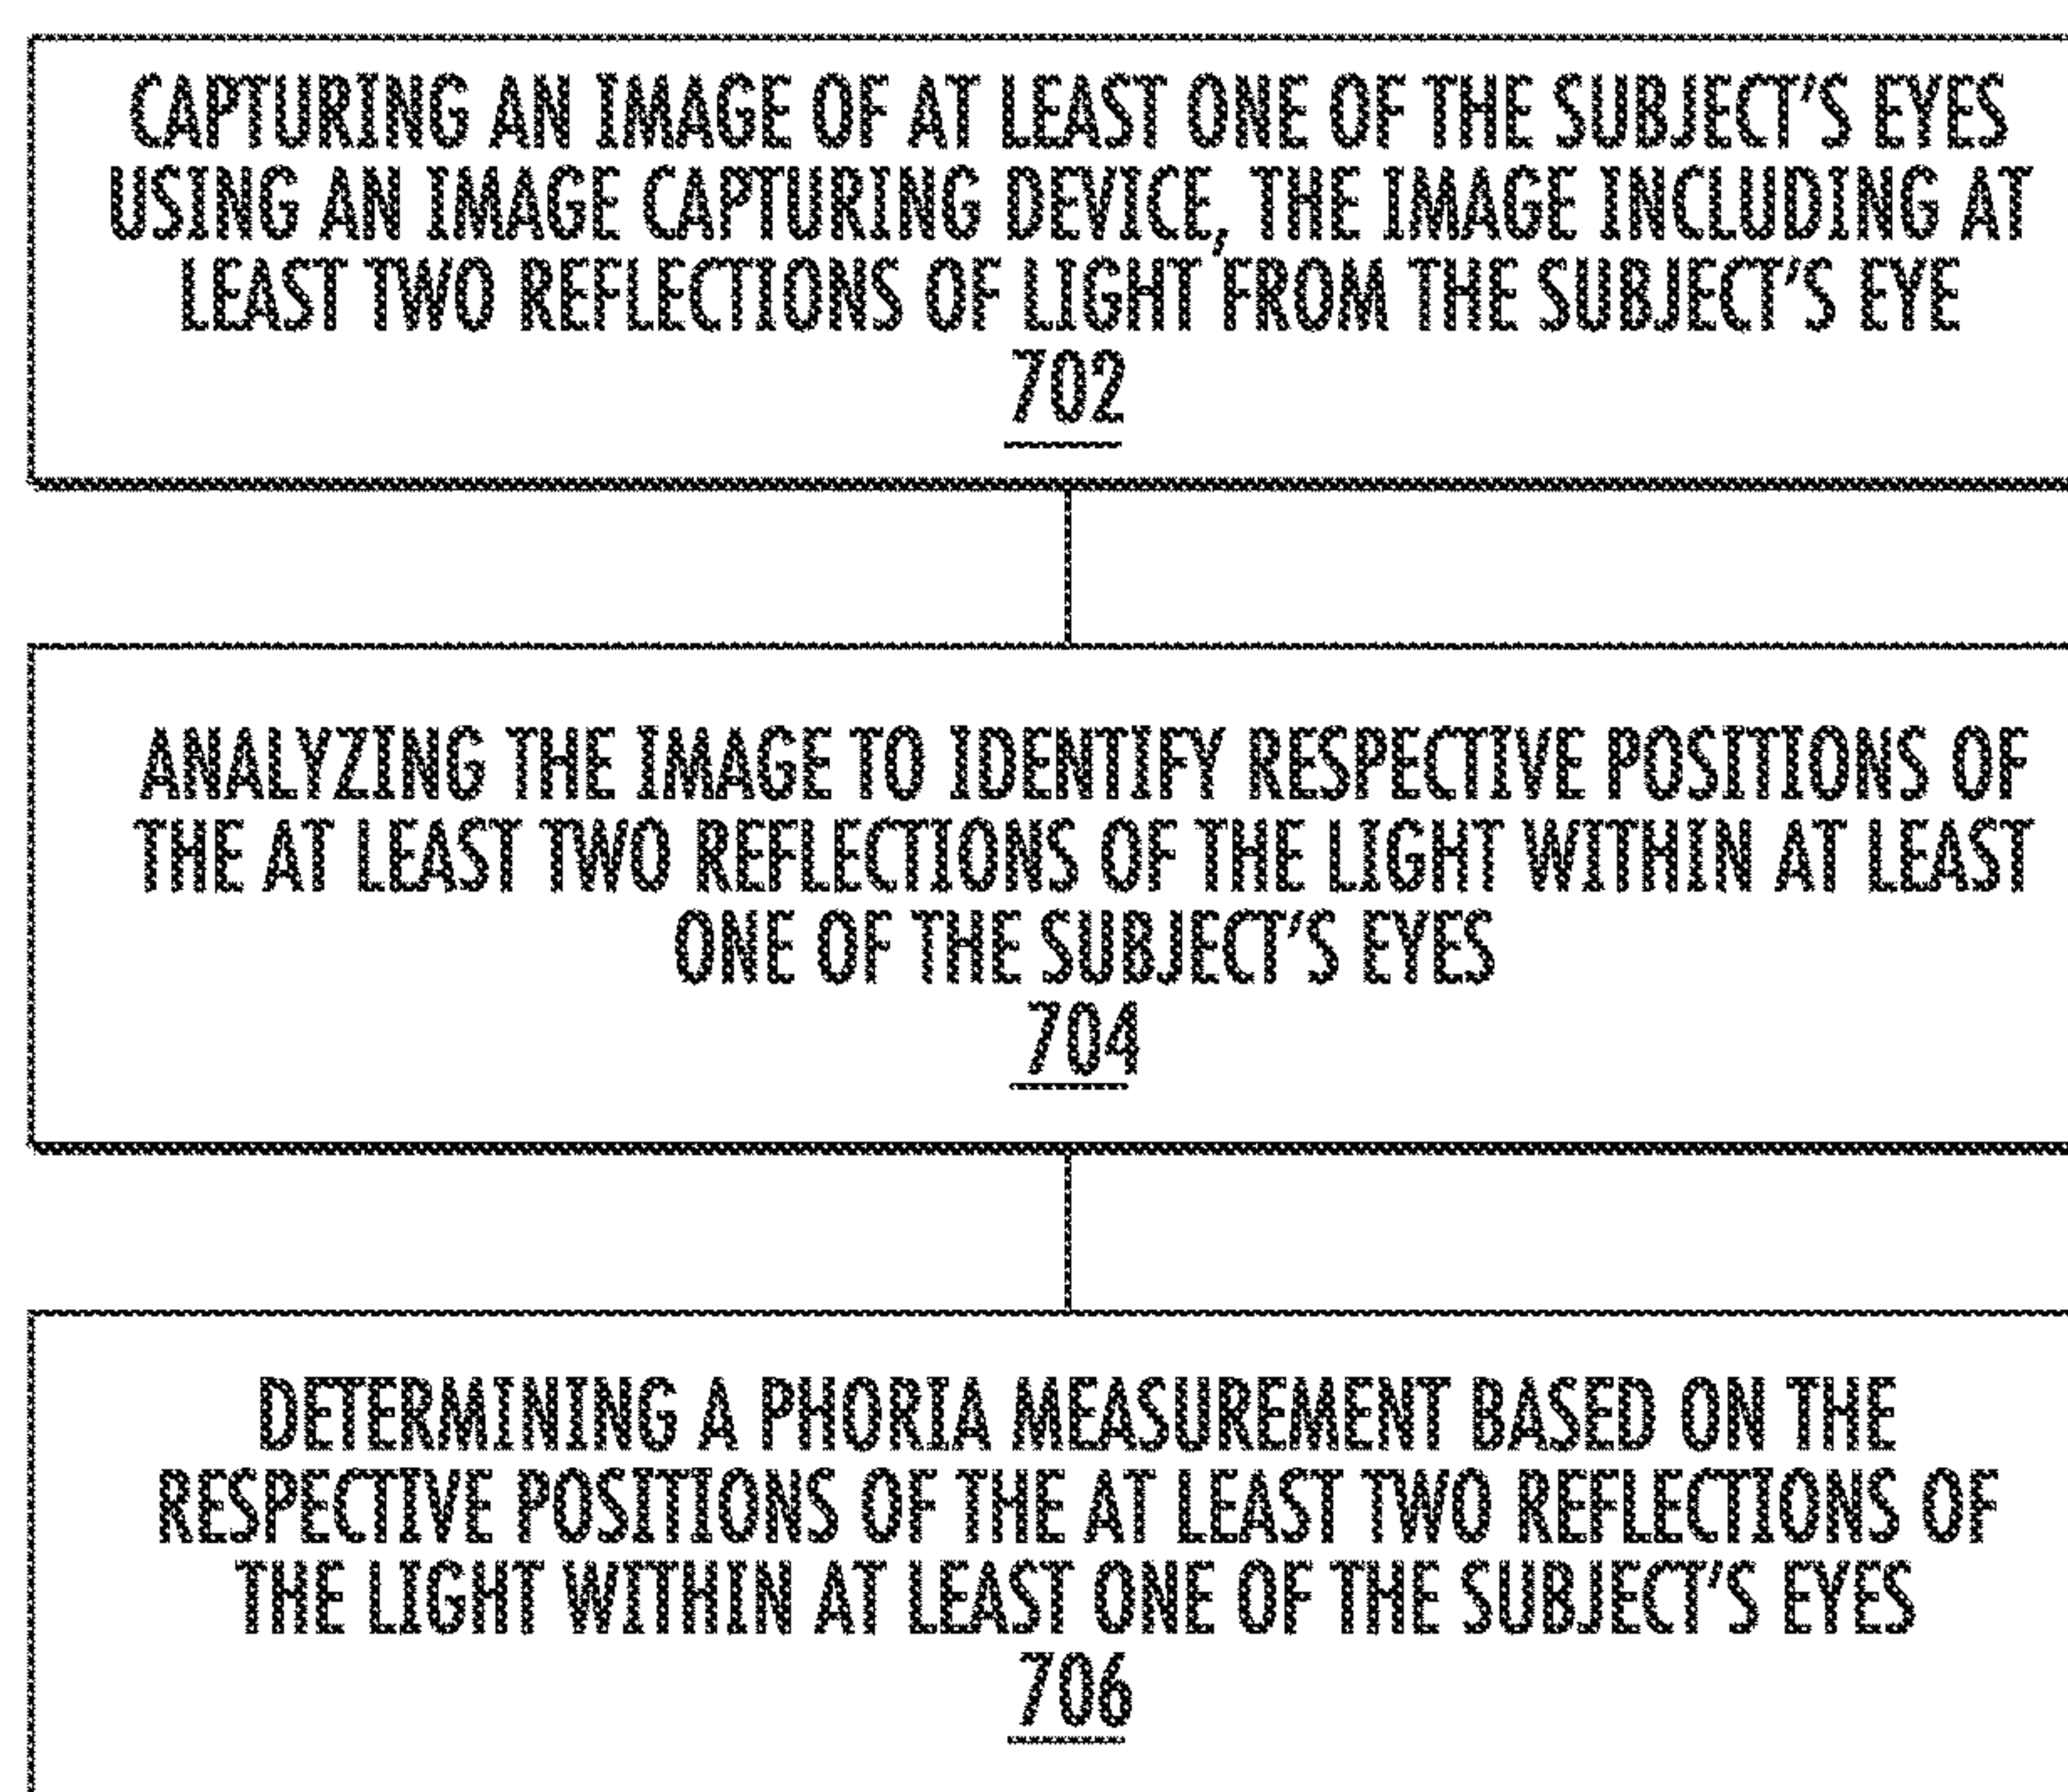 CAPTURING AN IMAGE OF AT LEAST ONE OF THE SUBJECT'S EYES
USING AN IMAGE CAPTURING DEVICE, THE IMAGE INCLUDING AT
LEAST TWO REFLECTIONS OF LIGHT FROM THE SUBJECT'S EYE
702
ANALYZING THE IMAGE TO IDENTIFY RESPECTIVE POSITIONS OF
THE AT LEAST TWO REFLECTIONS OF THE LIGHT WITHIN AT LEAST
ONE OF THE SUBJECT'S EYES
704
DETERMINING A PHORIA MEASUREMENT BASED ON THE
RESPECTIVE POSITIONS OF THE AT LEAST TWO REFLECTIONS OF
THE LIGHT WITHIN AT LEAST ONE OF THE SUBJECT'S EYES
706